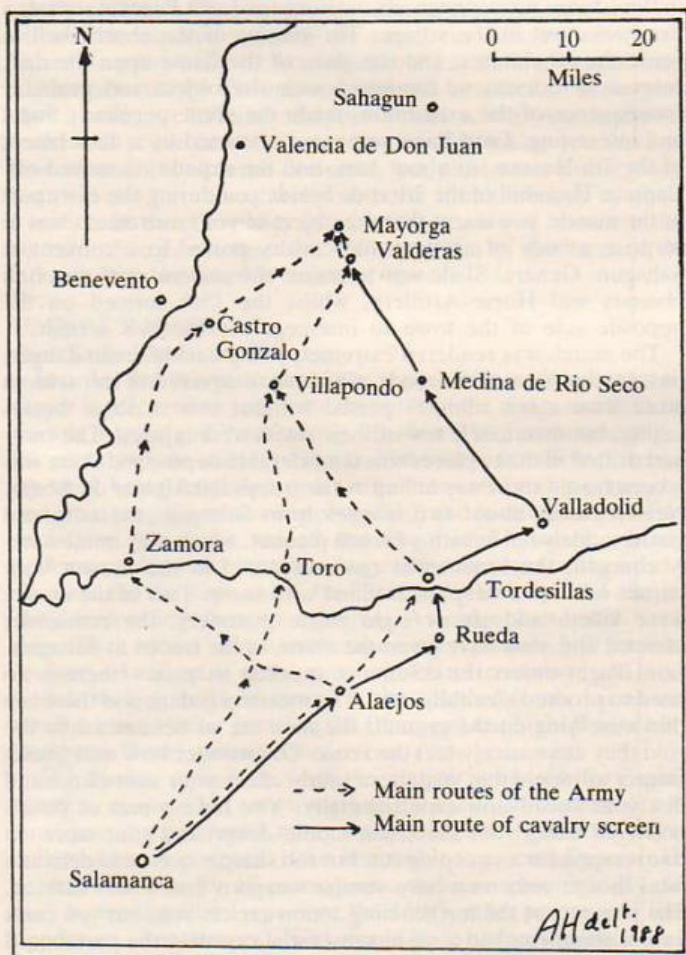 N
0 10 20
Miles
Sahagun
Valencia de Don Juan
Mayorga
Valderas
Benevento
Castro
Gonzalo
Villapondo
Medina de Rio Seco
Valladolid
Zamora
Toro
Tordesillas
Rueda
Alaejos
Main routes of the Army
Main route of cavalry screen
Salamanca
AH delt.
1988